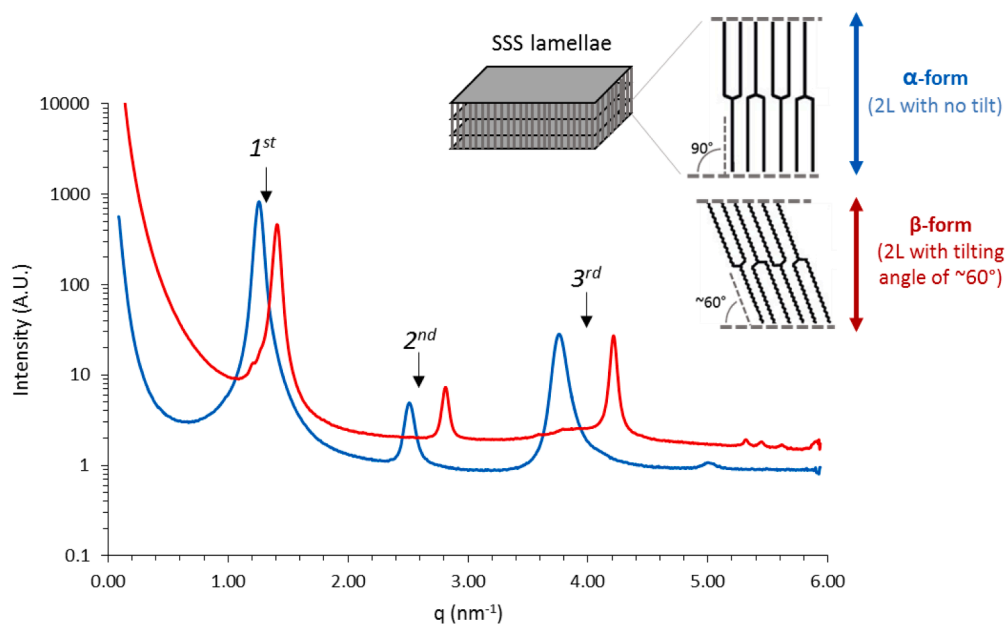 SSS lamellae
α-form
(2L with no tilt)
90°
β-form
(2L with tilting
angle of ~60°)
~60°
1st
2nd
3rd
Intensity (A.U.)
10000
1000
100
10
1
0.1
0.00 1.00 2.00 3.00 4.00 5.00 6.00
q (nm-1)